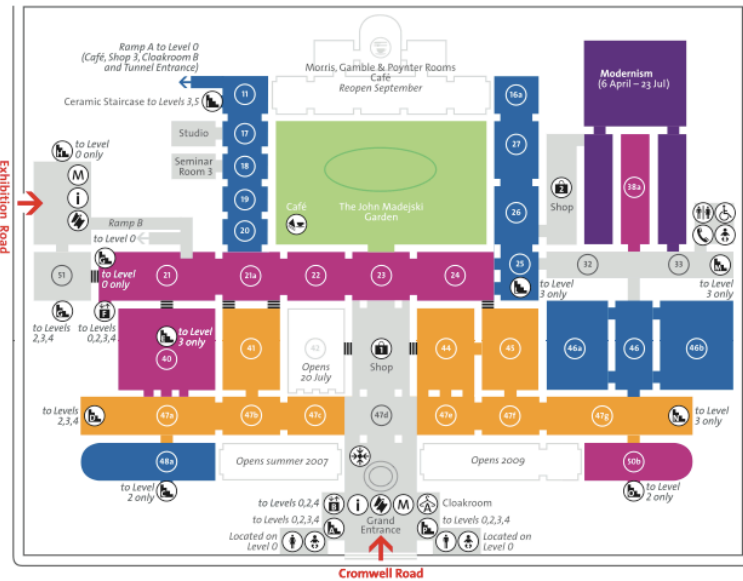 Ramp A to Level 0
(Café, Shop 3, Cloakroom B
and Tunnel Entrance)
Morris, Gamble & Poynter Rooms
Café
Reopen September
Modernism
(6 April – 23 Jul)
Ceramic Staircase to Levels 3,5
11
16a
Studio
17
27
to Level
0 only
Seminar
Room 3
18
M
i
19
2
Shop
38a
Exhibition Road
Café
The John Madejski
Garden
26
Ramp B
to Level 0
20
51
to Level
0 only
21
21a
22
23
24
25
to Level
3 only
32
33
to Level
3 only
to Levels
2,3,4
to Levels
0,2,3,4
to Level
3 only
40
41
42
Opens
20 July
1
Shop
44
45
46a
46
46b
to Levels
2,3,4
47a
47b
47c
47d
47e
47f
47g
to Level
3 only
48a
Opens summer 2007
Opens 2009
50b
to Level
2 only
to Level
2 only
to Levels 0,2,4
i
M
Cloakroom
to Levels 0,2,3,4
Grand
Entrance
to Levels 0,2,3,4
Located on
Level 0
Located on
Level 0
Cromwell Road